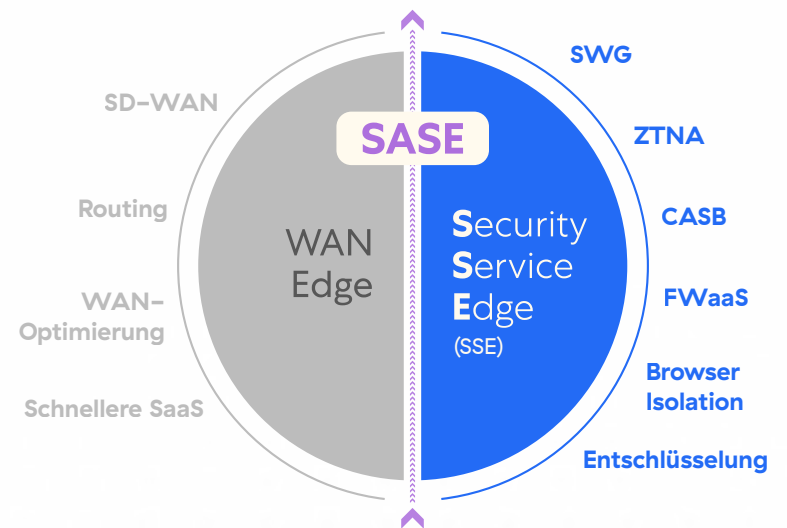 SASE
SD-WAN
Routing
WAN-
Optimierung
Schnellere SaaS
WAN
Edge
Security
Service
Edge
(SSE)
SWG
ZTNA
CASB
FWaaS
Browser
Isolation
Entschlüsselung